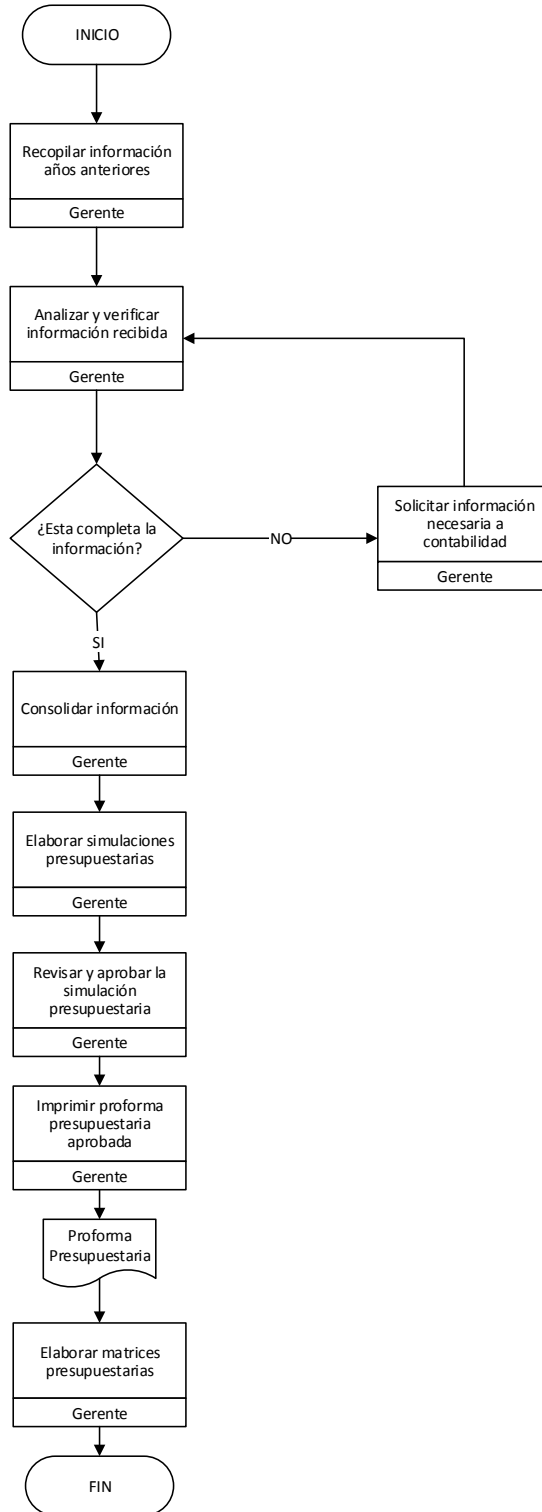 INICIO
Recopilar información
años anteriores
Gerente
Analizar y verificar
información recibida
Gerente
¿Esta completa la
información?
NO
Solicitar información
necesaria a
contabilidad
Gerente
SI
Consolidar información
Gerente
Elaborar simulaciones
presupuestarias
Gerente
Revisar y aprobar la
simulación
presupuestaria
Gerente
Imprimir proforma
presupuestaria
aprobada
Gerente
Proforma
Presupuestaria
Elaborar matrices
presupuestarias
Gerente
FIN